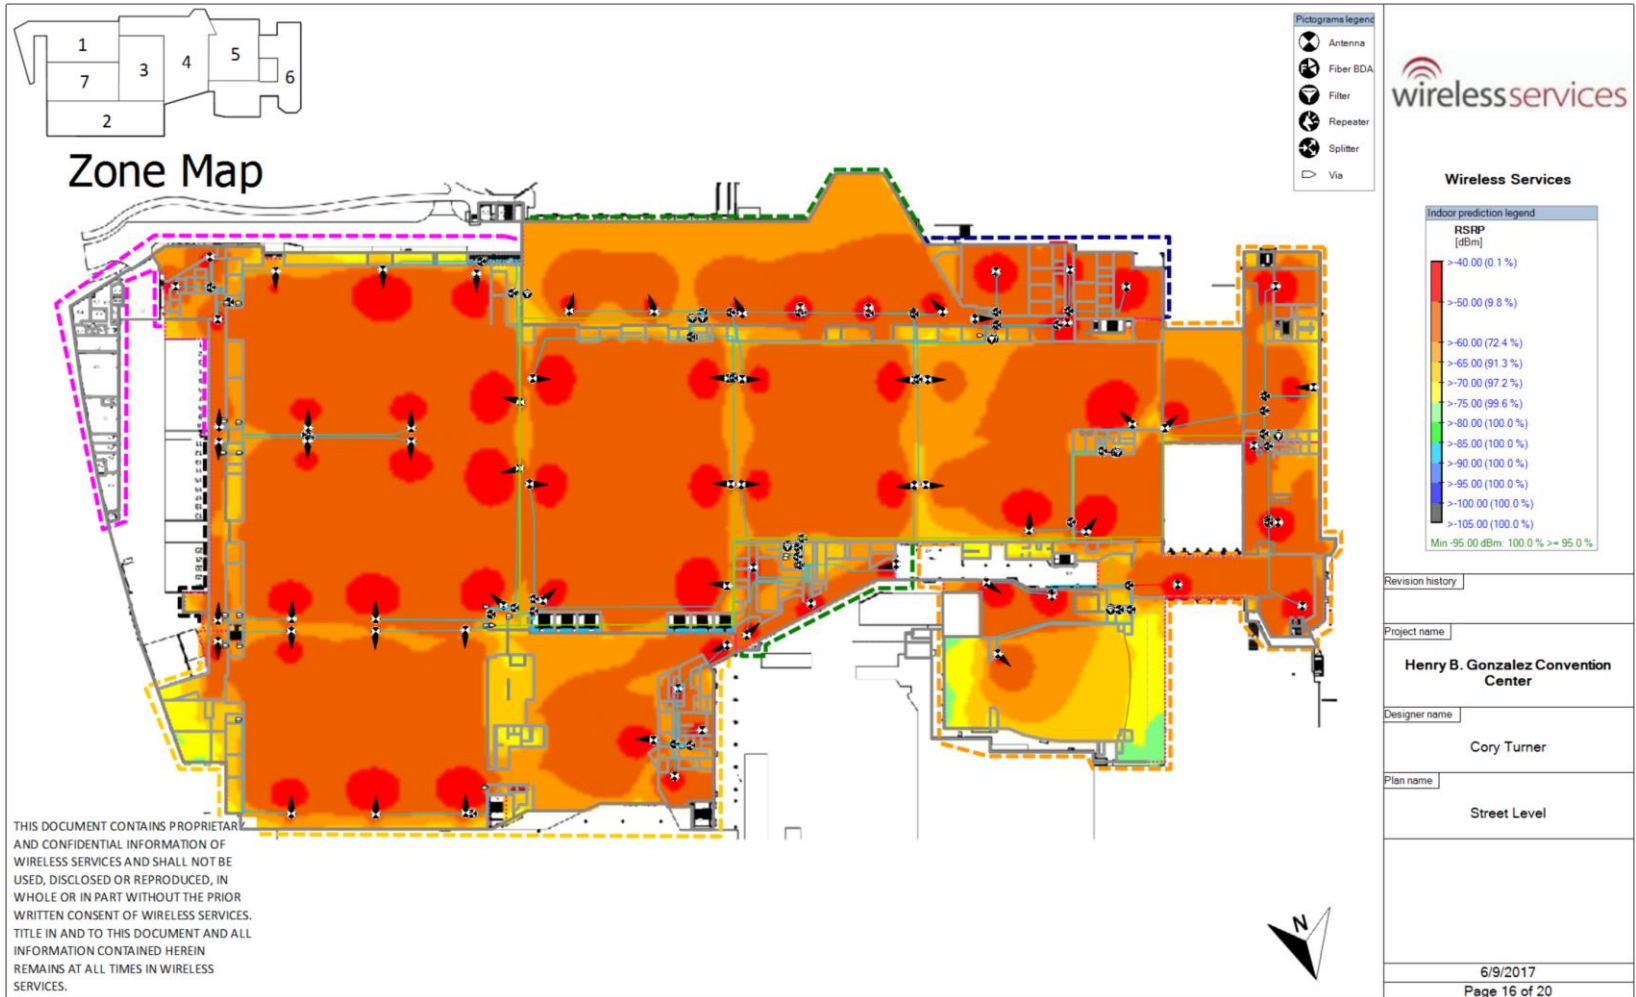 1
7
3
4
5
6
2
Zone Map
Pictograms legend
Antenna
Fiber BDA
Filter
Repeater
Splitter
Via
wirelessservices
Wireless Services
Indoor prediction legend
RSRP
[dBm]
>-40.00 (0.1 %)
>-50.00 (9.8 %)
>-60.00 (72.4 %)
>-65.00 (91.3 %)
>-70.00 (97.2 %)
>-75.00 (99.6 %)
>-80.00 (100.0 %)
>-85.00 (100.0 %)
>-90.00 (100.0 %)
>-95.00 (100.0 %)
>-100.00 (100.0 %)
>-105.00 (100.0 %)
Min -95.00 dBm: 100.0 % >= 95.0 %
Revision history
Project name
Henry B. Gonzalez Convention
Center
Designer name
Cory Turner
Plan name
Street Level
THIS DOCUMENT CONTAINS PROPRIETARY
AND CONFIDENTIAL INFORMATION OF
WIRELESS SERVICES AND SHALL NOT BE
USED, DISCLOSED OR REPRODUCED, IN
WHOLE OR IN PART WITHOUT THE PRIOR
WRITTEN CONSENT OF WIRELESS SERVICES.
TITLE IN AND TO THIS DOCUMENT AND ALL
INFORMATION CONTAINED HEREIN
REMAINS AT ALL TIMES IN WIRELESS
SERVICES.
N
6/9/2017
Page 16 of 20